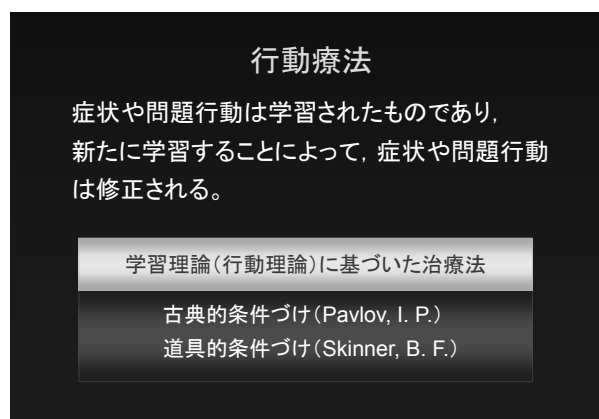 行動療法
症状や問題行動は学習されたものであり，
新たに学習することによって，症状や問題行動
は修正される。
学習理論（行動理論）に基づいた治療法
古典的条件づけ（Pavlov, I. P.）
道具的条件づけ（Skinner, B. F.）